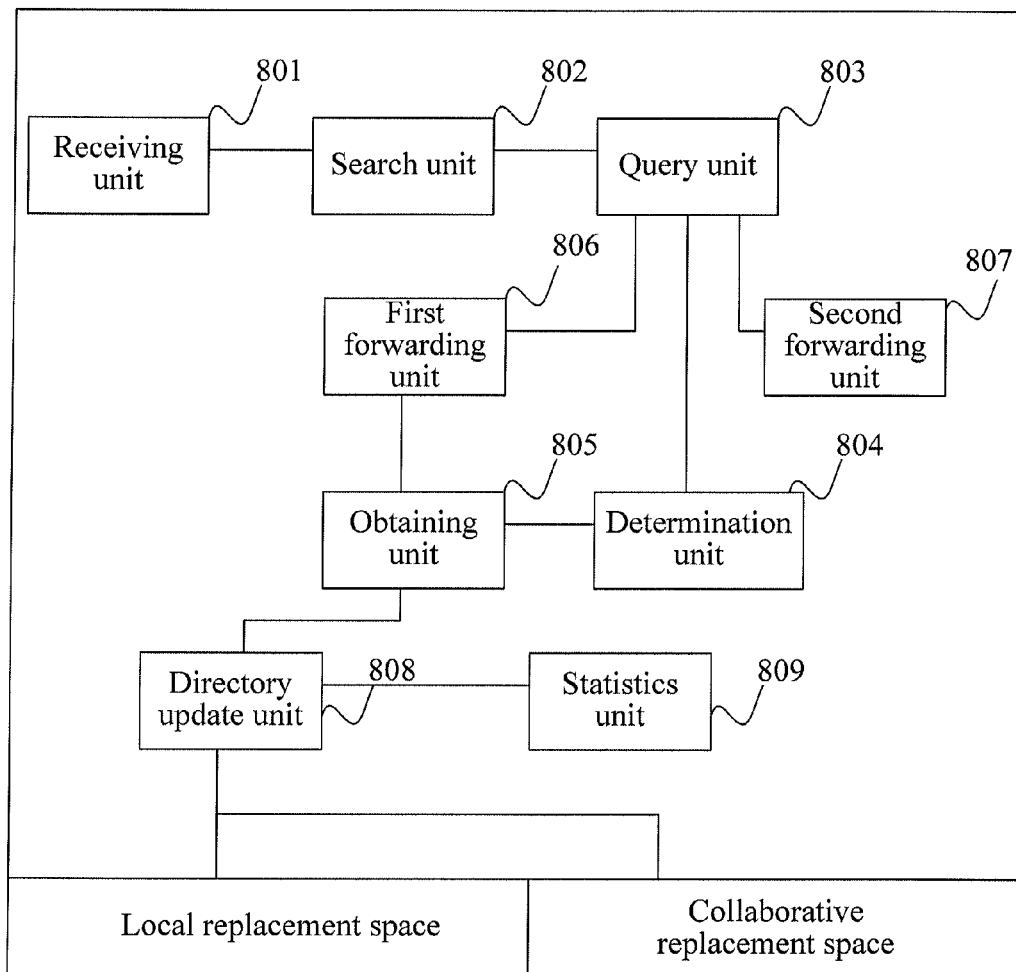 801
802
803
Receiving
unit
Search unit
Query unit
806
807
First
forwarding
unit
Second
forwarding
unit
805
804
Obtaining
unit
Determination
unit
Directory
update unit
808
Statistics
unit
809
Local replacement space
Collaborative
replacement space